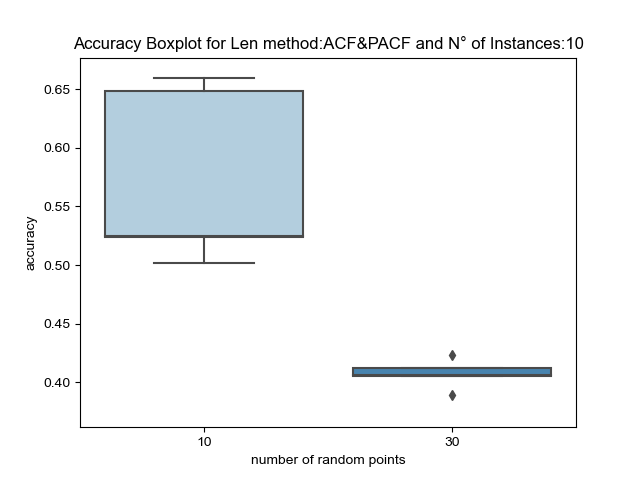 Accuracy Boxplot for Len method:ACF&PACF and N° of Instances:10
0.65
0.60
0.55
0.50
0.45
0.40
accuracy
10 30
number of random points